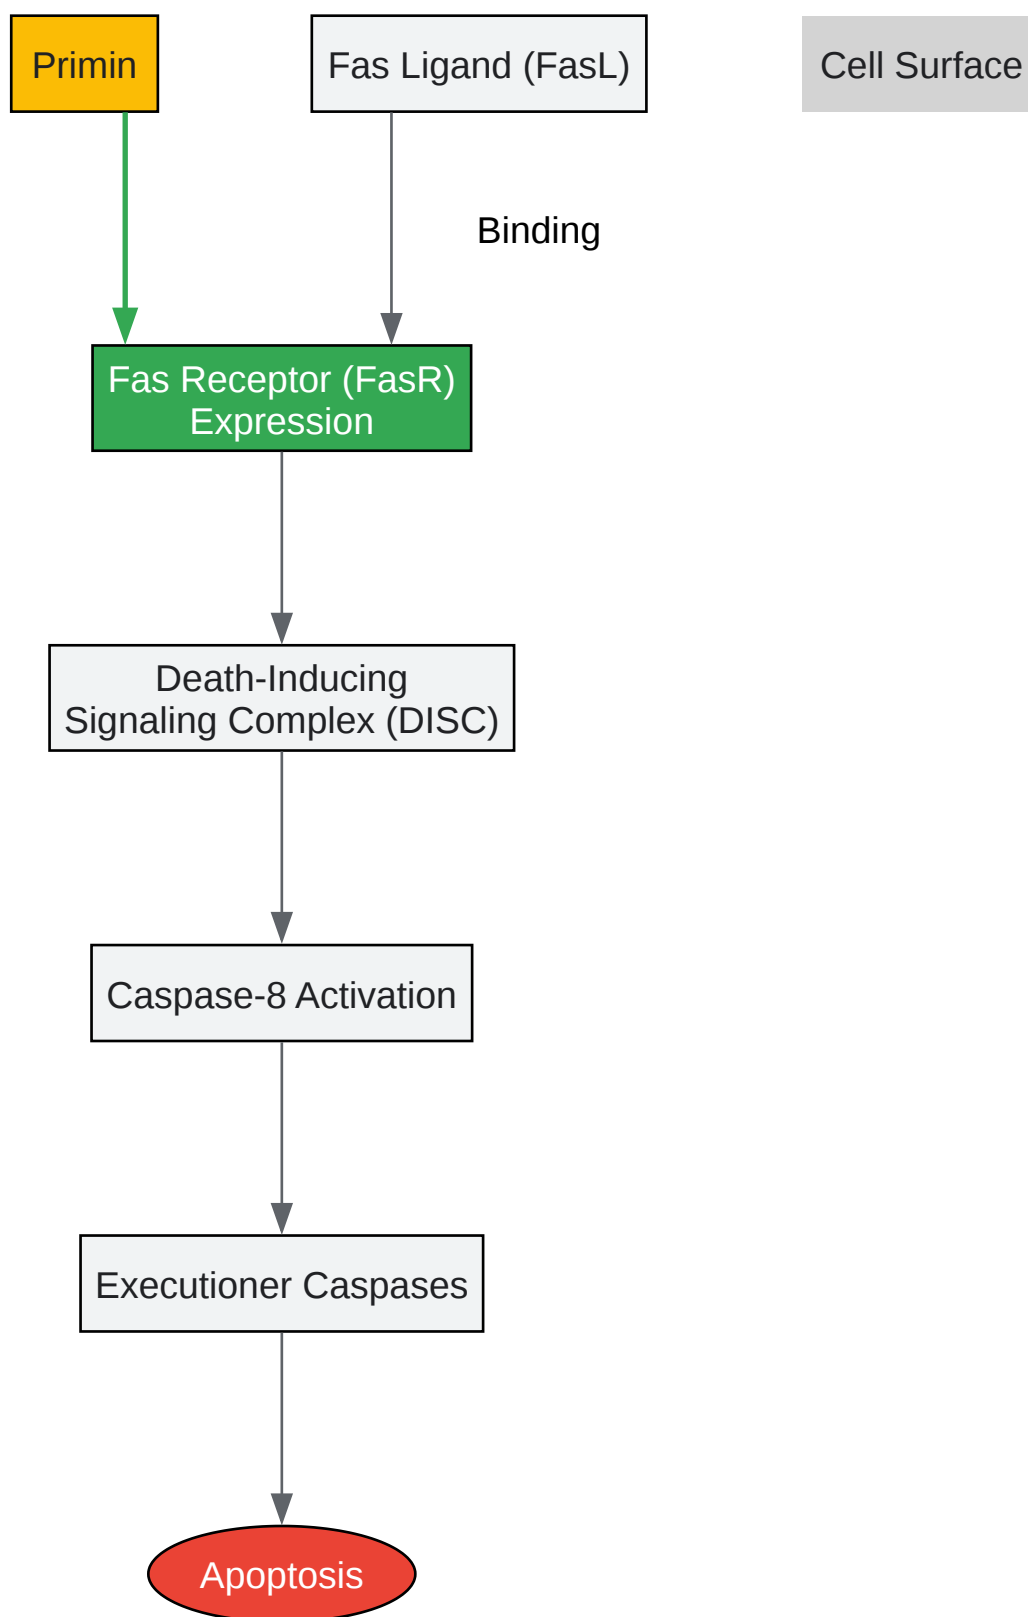 Primin
Fas Ligand (FasL)
Cell Surface
Binding
Fas Receptor (FasR)
Expression
Death-Inducing
Signaling Complex (DISC)
Caspase-8 Activation
Executioner Caspases
Apoptosis